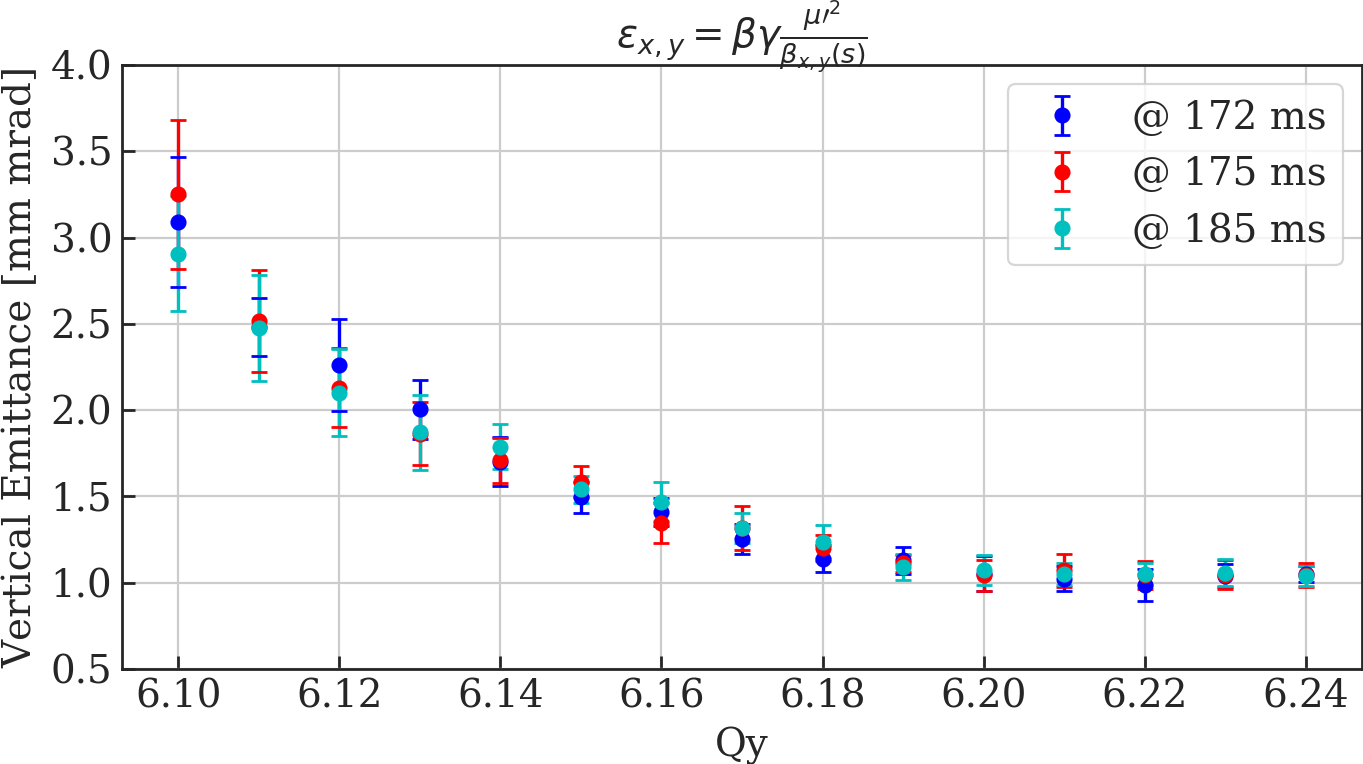 εx,y = βγ μ′²/βx,y(s)
Vertical Emittance [mm mrad]
4.0
3.5
3.0
2.5
2.0
1.5
1.0
0.5
@ 172 ms
@ 175 ms
@ 185 ms
6.10 6.12 6.14 6.16 6.18 6.20 6.22 6.24
Qy